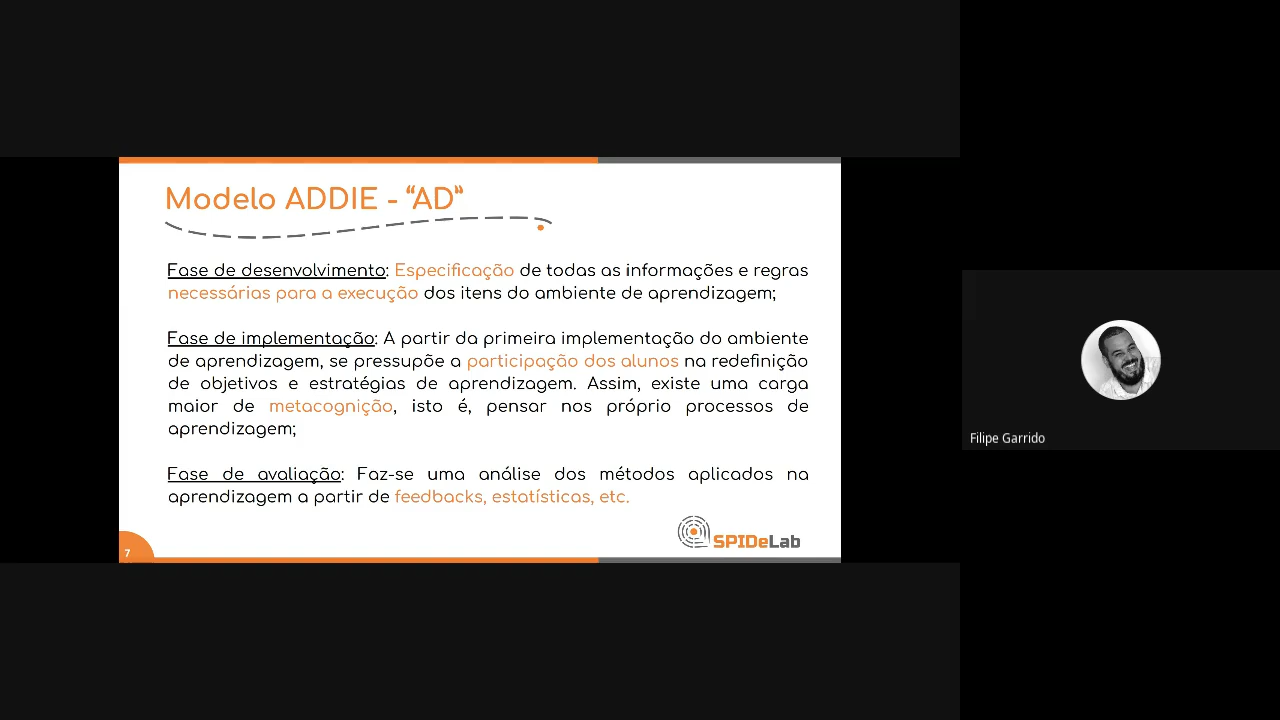 Modelo ADDIE - “AD”
Fase de desenvolvimento: Especificação de todas as informações e regras
necessárias para a execução dos itens do ambiente de aprendizagem;
Fase de implementação: A partir da primeira implementação do ambiente
de aprendizagem, se pressupõe a participação dos alunos na redefinição
de objetivos e estratégias de aprendizagem. Assim, existe uma carga
maior de metacognição, isto é, pensar nos próprio processos de
aprendizagem;
Fase de avaliação: Faz-se uma análise dos métodos aplicados na
aprendizagem a partir de feedbacks, estatísticas, etc.
SPIDeLab
7
Filipe Garrido